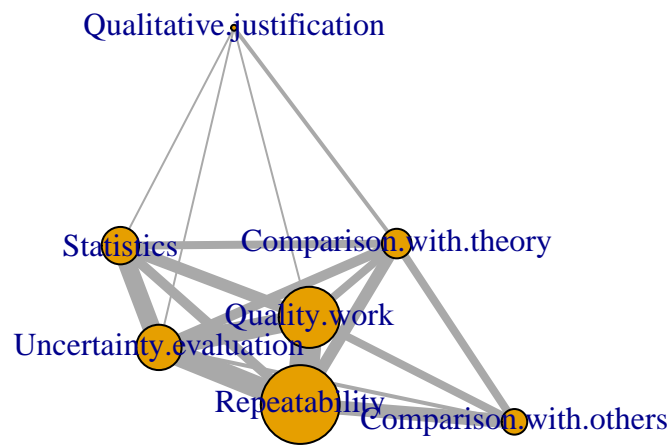 Qualitative.justification
Statistics
Comparison.with.theory
Quality.work
Uncertainty.evaluation
Repeatability
Comparison.with.others